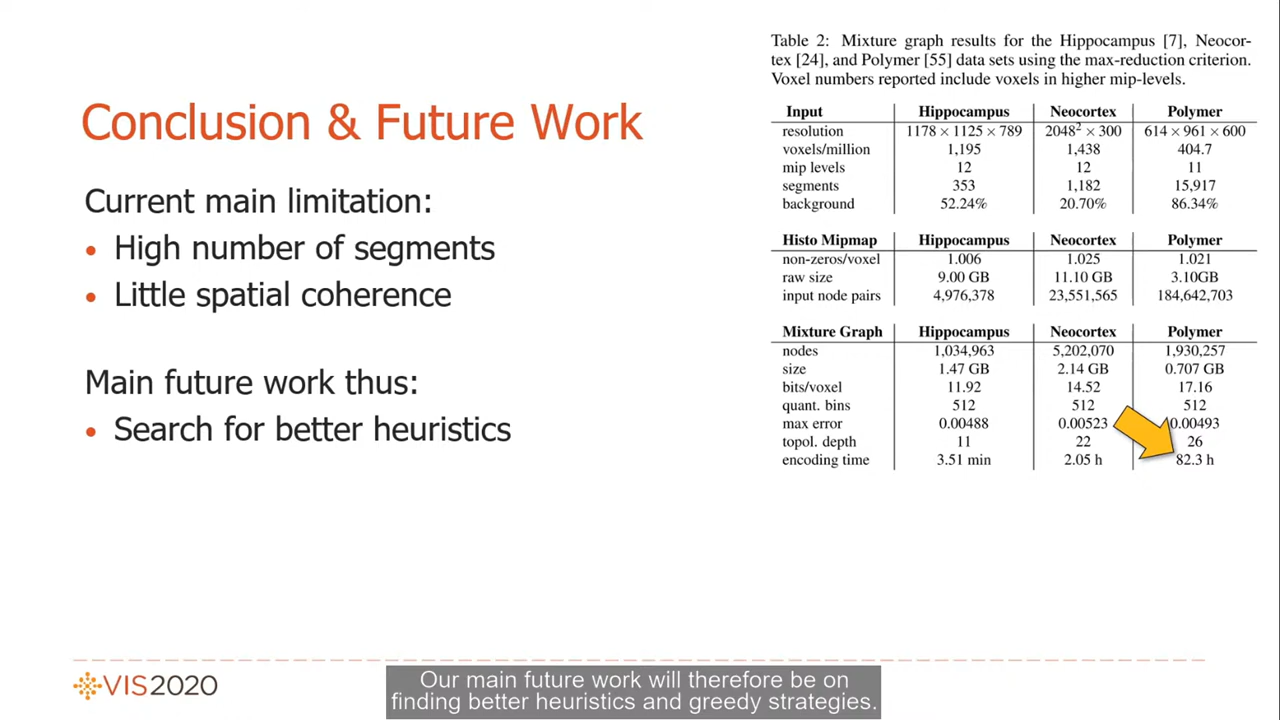 Conclusion & Future Work
Current main limitation:
• High number of segments
• Little spatial coherence
Main future work thus:
• Search for better heuristics
Table 2: Mixture graph results for the Hippocampus [7], Neocor-
tex [24], and Polymer [55] data sets using the max-reduction criterion.
Voxel numbers reported include voxels in higher mip-levels.
Input Hippocampus Neocortex Polymer
resolution 1178 × 1125 × 789 2048² × 300 614 × 961 × 600
voxels/million 1,195 1,438 404.7
mip levels 12 12 11
segments 353 1,182 15,917
background 52.24% 20.70% 86.34%
Histo Mipmap Hippocampus Neocortex Polymer
non-zeros/voxel 1.006 1.025 1.021
raw size 9.00 GB 11.10 GB 3.10GB
input node pairs 4,976,378 23,551,565 184,642,703
Mixture Graph Hippocampus Neocortex Polymer
nodes 1,034,963 5,202,070 1,930,257
size 1.47 GB 2.14 GB 0.707 GB
bits/voxel 11.92 14.52 17.16
quant. bins 512 512 512
max error 0.00488 0.00523 0.00493
topol. depth 11 22 26
encoding time 3.51 min 2.05 h 82.3 h
VIS2020
Our main future work will therefore be on
finding better heuristics and greedy strategies.